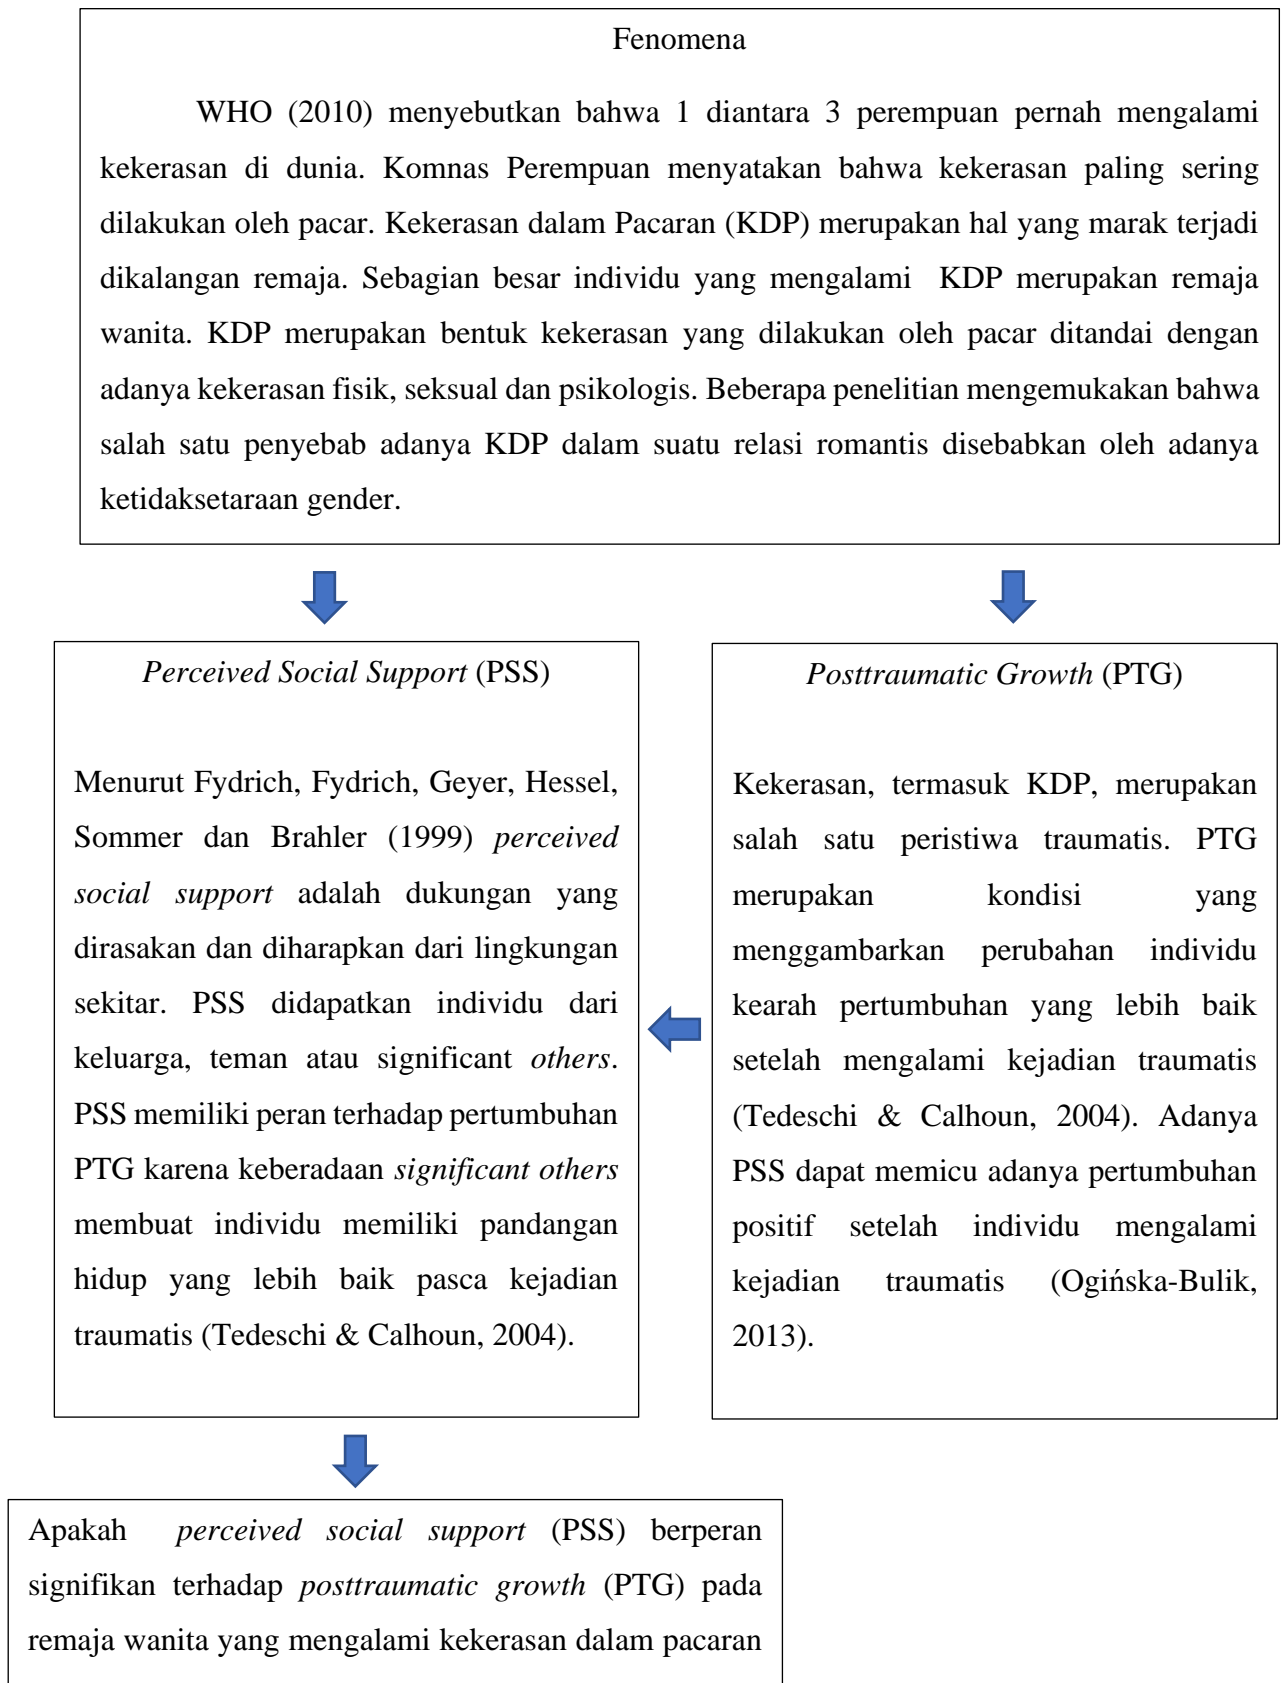 Fenomena
WHO (2010) menyebutkan bahwa 1 diantara 3 perempuan pernah mengalami
kekerasan di dunia. Komnas Perempuan menyatakan bahwa kekerasan paling sering
dilakukan oleh pacar. Kekerasan dalam Pacaran (KDP) merupakan hal yang marak terjadi
dikalangan remaja. Sebagian besar individu yang mengalami KDP merupakan remaja
wanita. KDP merupakan bentuk kekerasan yang dilakukan oleh pacar ditandai dengan
adanya kekerasan fisik, seksual dan psikologis. Beberapa penelitian mengemukakan bahwa
salah satu penyebab adanya KDP dalam suatu relasi romantis disebabkan oleh adanya
ketidaksetaraan gender.
Perceived Social Support (PSS)
Menurut Fydrich, Fydrich, Geyer, Hessel,
Sommer dan Brahler (1999) perceived
social support adalah dukungan yang
dirasakan dan diharapkan dari lingkungan
sekitar. PSS didapatkan individu dari
keluarga, teman atau significant others.
PSS memiliki peran terhadap pertumbuhan
PTG karena keberadaan significant others
membuat individu memiliki pandangan
hidup yang lebih baik pasca kejadian
traumatis (Tedeschi & Calhoun, 2004).
Posttraumatic Growth (PTG)
Kekerasan, termasuk KDP, merupakan
salah satu peristiwa traumatis. PTG
merupakan kondisi yang
menggambarkan perubahan individu
kearah pertumbuhan yang lebih baik
setelah mengalami kejadian traumatis
(Tedeschi & Calhoun, 2004). Adanya
PSS dapat memicu adanya pertumbuhan
positif setelah individu mengalami
kejadian traumatis (Ogińska-Bulik,
2013).
Apakah perceived social support (PSS) berperan
signifikan terhadap posttraumatic growth (PTG) pada
remaja wanita yang mengalami kekerasan dalam pacaran